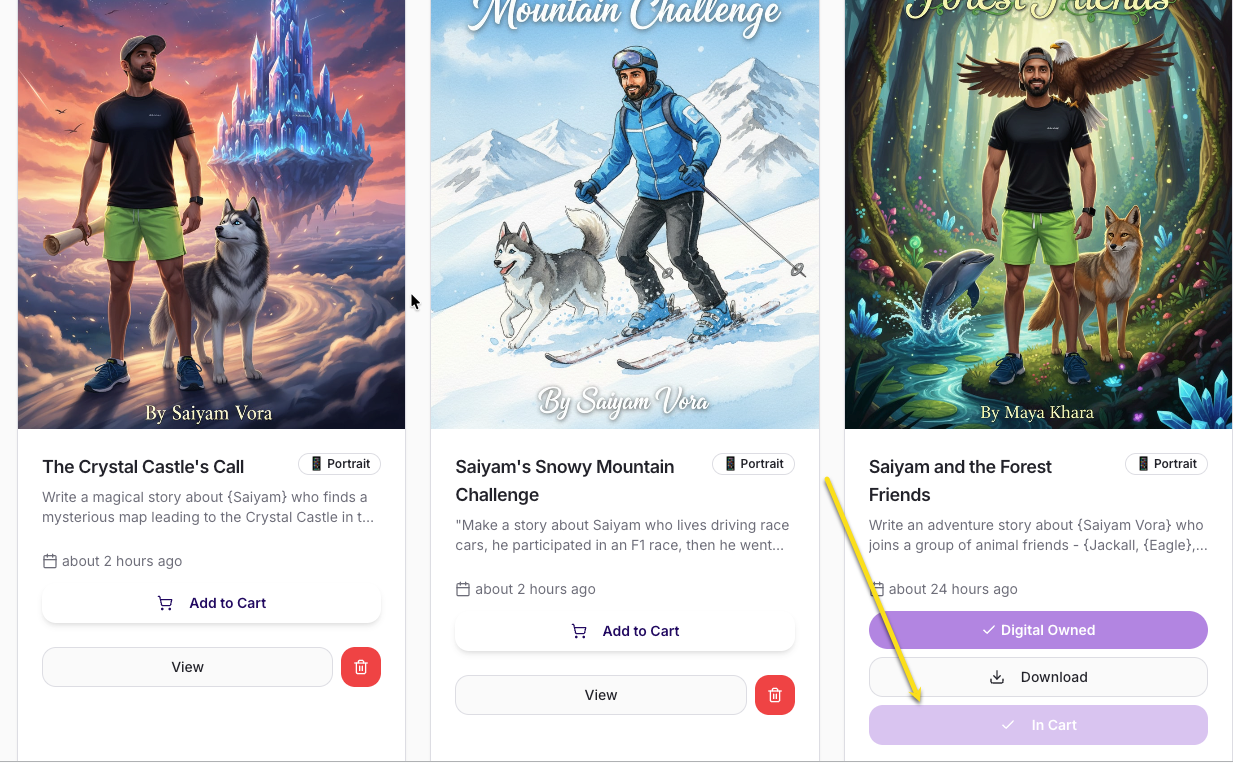 Mountain Challenge
Forest Friends
By Saiyam Vora
By Saiyam Vora
By Maya Khara
The Crystal Castle's Call
Portrait
Write a magical story about {Saiyam} who finds a
mysterious map leading to the Crystal Castle in t...
about 2 hours ago
Add to Cart
View
Saiyam's Snowy Mountain
Challenge
Portrait
"Make a story about Saiyam who lives driving race
cars, he participated in an F1 race, then he went...
about 2 hours ago
Add to Cart
View
Saiyam and the Forest
Friends
Portrait
Write an adventure story about {Saiyam Vora} who
joins a group of animal friends - {Jackall, {Eagle},...
about 24 hours ago
Digital Owned
Download
In Cart